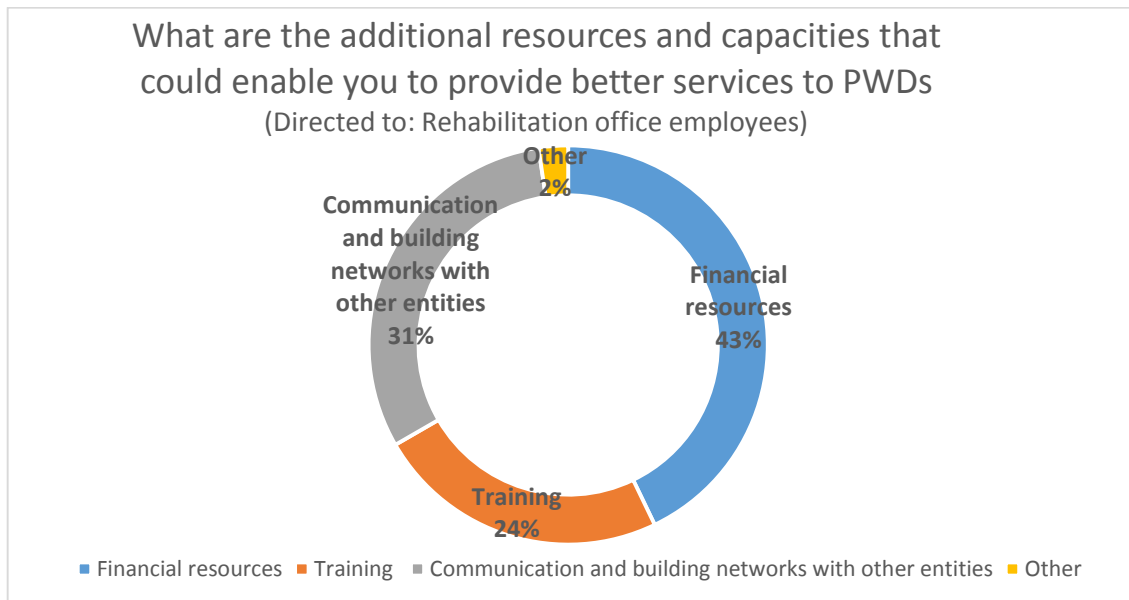 What are the additional resources and capacities that
could enable you to provide better services to PWDs
(Directed to: Rehabilitation office employees)
Other
2%
Communication
and building
networks with
other entities
31%
Financial
resources
43%
Training
24%
Financial resources Training Communication and building networks with other entities Other